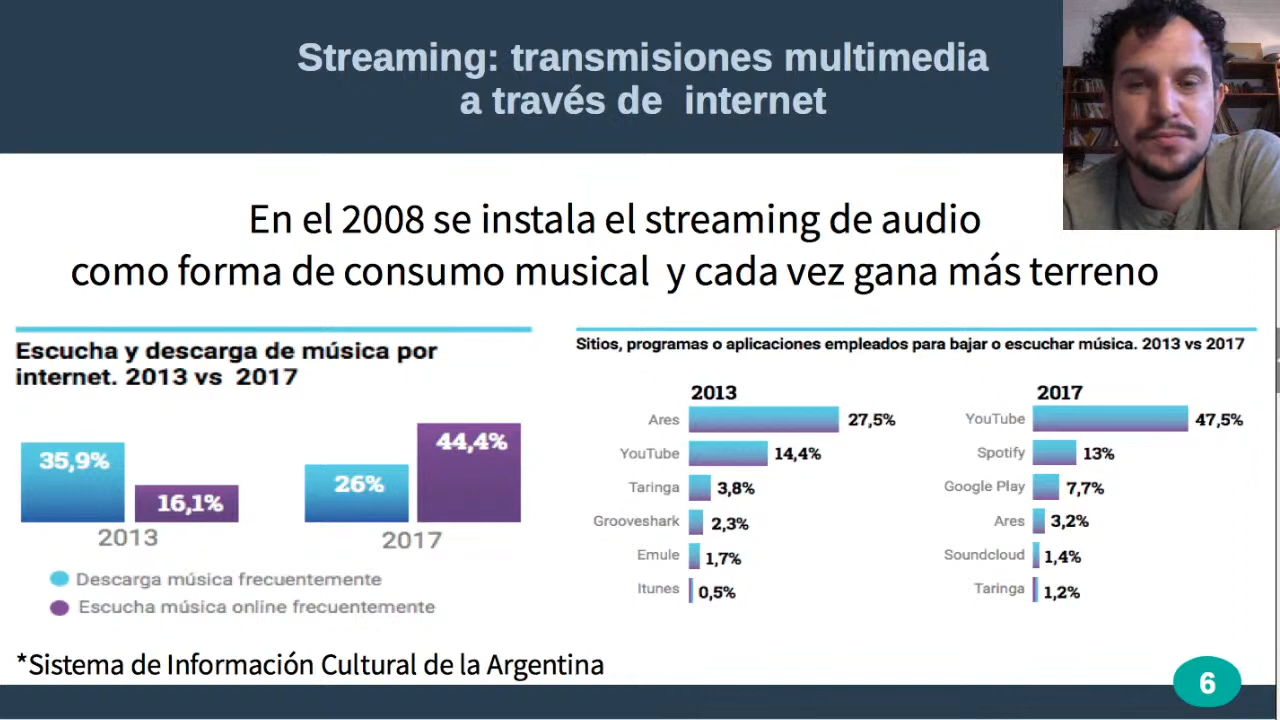 Streaming: transmisiones multimedia
a través de internet
En el 2008 se instala el streaming de audio
como forma de consumo musical y cada vez gana más terreno
Escucha y descarga de música por
internet. 2013 vs 2017
35,9%
16,1%
2013
26%
44,4%
2017
Descarga música frecuentemente
Escucha música online frecuentemente
Sitios, programas o aplicaciones empleados para bajar o escuchar música. 2013 vs 2017
2013
Ares 27,5%
YouTube 14,4%
Taringa 3,8%
Grooveshark 2,3%
Emule 1,7%
Itunes 0,5%
2017
YouTube 47,5%
Spotify 13%
Google Play 7,7%
Ares 3,2%
Soundcloud 1,4%
Taringa 1,2%
*Sistema de Información Cultural de la Argentina
6